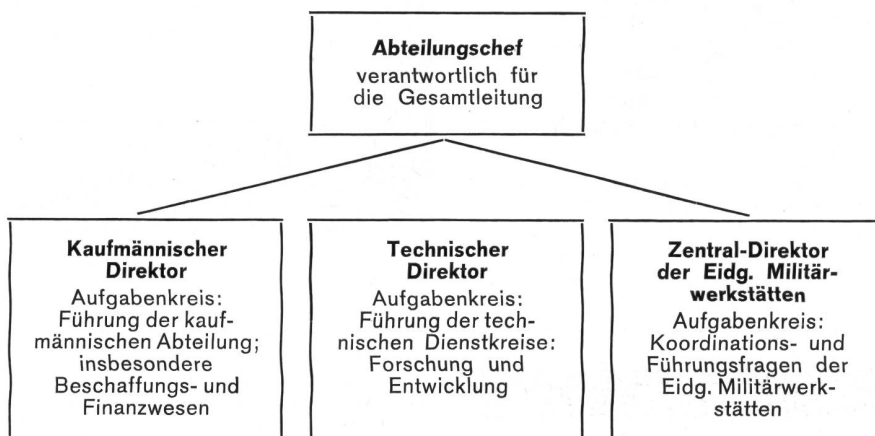 Abteilungschef
verantwortlich für
die Gesamtleitung
Kaufmännischer
Direktor
Aufgabenkreis:
Führung der kauf-
männischen Abteilung;
insbesondere
Beschaffungs- und
Finanzwesen
Technischer
Direktor
Aufgabenkreis:
Führung der tech-
nischen Dienstkreise:
Forschung und
Entwicklung
Zentral-Direktor
der Eidg. Militär-
werkstätten
Aufgabenkreis:
Koordinations- und
Führungsfragen der
Eidg. Militärwerk-
stätten